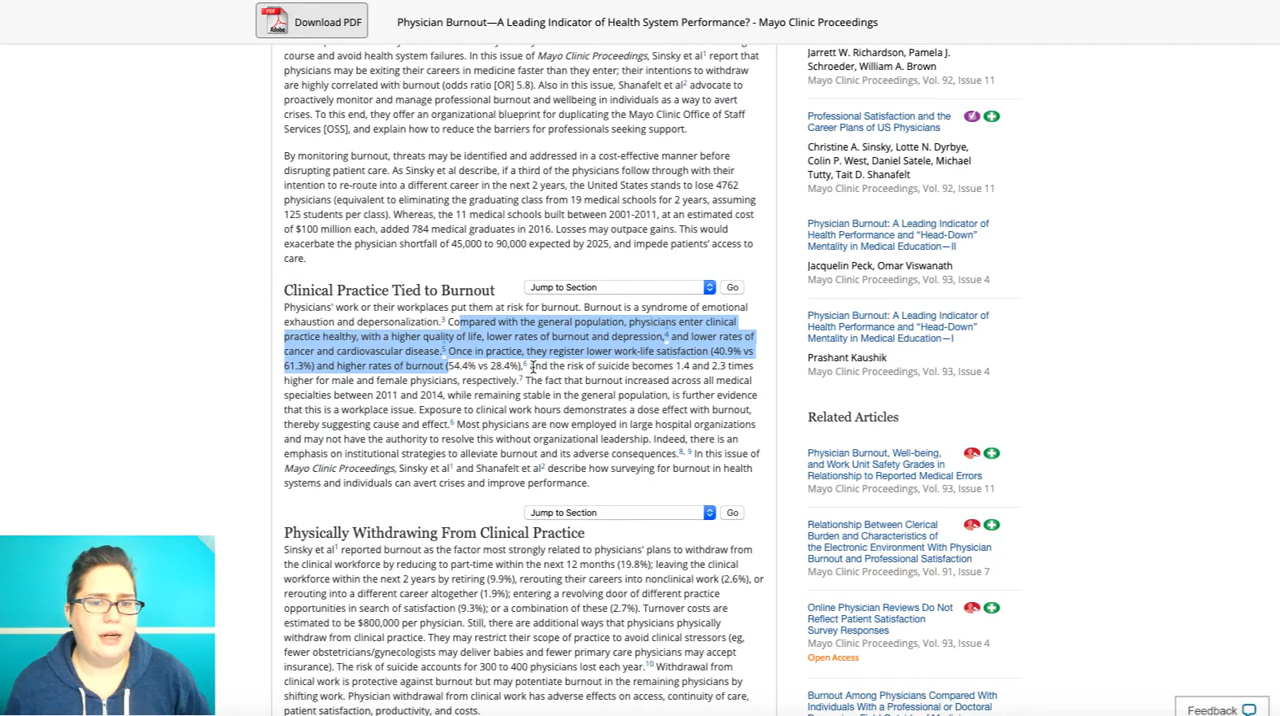 Download PDF
Physician Burnout—A Leading Indicator of Health System Performance? - Mayo Clinic Proceedings
course and avoid health system failures. In this issue of Mayo Clinic Proceedings, Sinsky et al1 report that
physicians may be exiting their careers in medicine faster than they enter; their intentions to withdraw
are highly correlated with burnout (odds ratio [OR] 5.8). Also in this issue, Shanafelt et al2 advocate to
proactively monitor and manage professional burnout and wellbeing in individuals as a way to avert
crises. To this end, they offer an organizational blueprint for duplicating the Mayo Clinic Office of Staff
Services [OSS], and explain how to reduce the barriers for professionals seeking support.
By monitoring burnout, threats may be identified and addressed in a cost-effective manner before
disrupting patient care. As Sinsky et al describe, if a third of the physicians follow through with their
intention to re-route into a different career in the next 2 years, the United States stands to lose 4762
physicians (equivalent to eliminating the graduating class from 19 medical schools for 2 years, assuming
125 students per class). Whereas, the 11 medical schools built between 2001-2011, at an estimated cost
of $100 million each, added 784 medical graduates in 2016. Losses may outpace gains. This would
exacerbate the physician shortfall of 45,000 to 90,000 expected by 2025, and impede patients' access to
care.
Clinical Practice Tied to Burnout
Jump to Section
Go
Physicians' work or their workplaces put them at risk for burnout. Burnout is a syndrome of emotional
exhaustion and depersonalization.3 Compared with the general population, physicians enter clinical
practice healthy, with a higher quality of life, lower rates of burnout and depression,4 and lower rates of
cancer and cardiovascular disease.5 Once in practice, they register lower work-life satisfaction (40.9% vs
61.3%) and higher rates of burnout (54.4% vs 28.4%),6 and the risk of suicide becomes 1.4 and 2.3 times
higher for male and female physicians, respectively.7 The fact that burnout increased across all medical
specialties between 2011 and 2014, while remaining stable in the general population, is further evidence
that this is a workplace issue. Exposure to clinical work hours demonstrates a dose effect with burnout,
thereby suggesting cause and effect.6 Most physicians are now employed in large hospital organizations
and may not have the authority to resolve this without organizational leadership. Indeed, there is an
emphasis on institutional strategies to alleviate burnout and its adverse consequences.8, 9 In this issue of
Mayo Clinic Proceedings, Sinsky et al1 and Shanafelt et al2 describe how surveying for burnout in health
systems and individuals can avert crises and improve performance.
Jump to Section
Go
Physically Withdrawing From Clinical Practice
Sinsky et al1 reported burnout as the factor most strongly related to physicians' plans to withdraw from
the clinical workforce by reducing to part-time within the next 12 months (19.8%); leaving the clinical
workforce within the next 2 years by retiring (9.9%), rerouting their careers into nonclinical work (2.6%), or
rerouting into a different career altogether (1.9%); entering a revolving door of different practice
opportunities in search of satisfaction (9.3%); or a combination of these (2.7%). Turnover costs are
estimated to be $800,000 per physician. Still, there are additional ways that physicians physically
withdraw from clinical practice. They may restrict their scope of practice to avoid clinical stressors (eg,
fewer obstetricians/gynecologists may deliver babies and fewer primary care physicians may accept
insurance). The risk of suicide accounts for 300 to 400 physicians lost each year.10 Withdrawal from
clinical work is protective against burnout but may potentiate burnout in the remaining physicians by
shifting work. Physician withdrawal from clinical practice has adverse effects on access, continuity of care,
patient satisfaction, productivity, and costs.
Jarrett W. Richardson, Pamela J.
Schroeder, William A. Brown
Mayo Clinic Proceedings, Vol. 92, Issue 11
Professional Satisfaction and the
Career Plans of US Physicians
Christine A. Sinsky, Lotte N. Dyrbye,
Colin P. West, Daniel Satele, Michael
Tutty, Tait D. Shanafelt
Mayo Clinic Proceedings, Vol. 92, Issue 11
Physician Burnout: A Leading Indicator of
Health Performance and “Head-Down”
Mentality in Medical Education—II
Jacquelin Peck, Omar Viswanath
Mayo Clinic Proceedings, Vol. 93, Issue 4
Physician Burnout: A Leading Indicator of
Health Performance and “Head-Down”
Mentality in Medical Education—I
Prashant Kaushik
Mayo Clinic Proceedings, Vol. 93, Issue 4
Related Articles
Physician Burnout, Well-being,
and Work Unit Safety Grades in
Relationship to Reported Medical Errors
Mayo Clinic Proceedings, Vol. 93, Issue 11
Relationship Between Clerical
Burden and Characteristics of
the Electronic Environment With Physician
Burnout and Professional Satisfaction
Mayo Clinic Proceedings, Vol. 91, Issue 7
Online Physician Reviews Do Not
Reflect Patient Satisfaction
Survey Responses
Mayo Clinic Proceedings, Vol. 93, Issue 4
Open Access
Burnout Among Physicians Compared With
Individuals With a Professional or Doctoral
Feedback